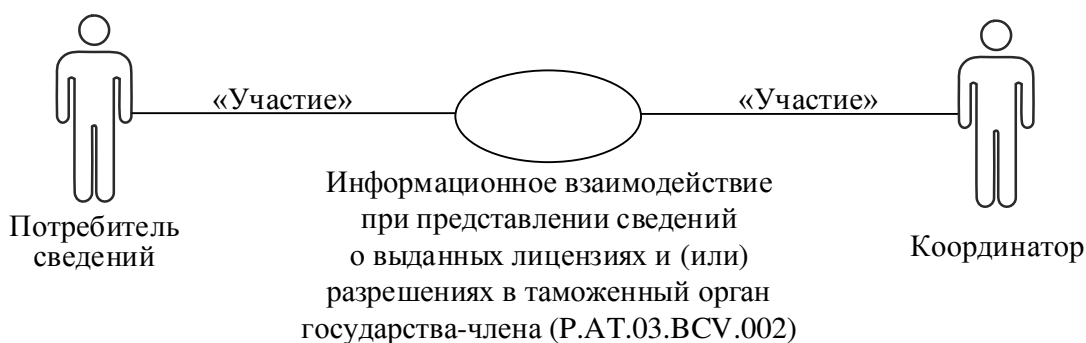 «Участие»
«Участие»
Потребитель
сведений
Информационное взаимодействие
при представлении сведений
о выданных лицензиях и (или)
разрешениях в таможенный орган
государства-члена (P.AT.03.BCV.002)
Координатор